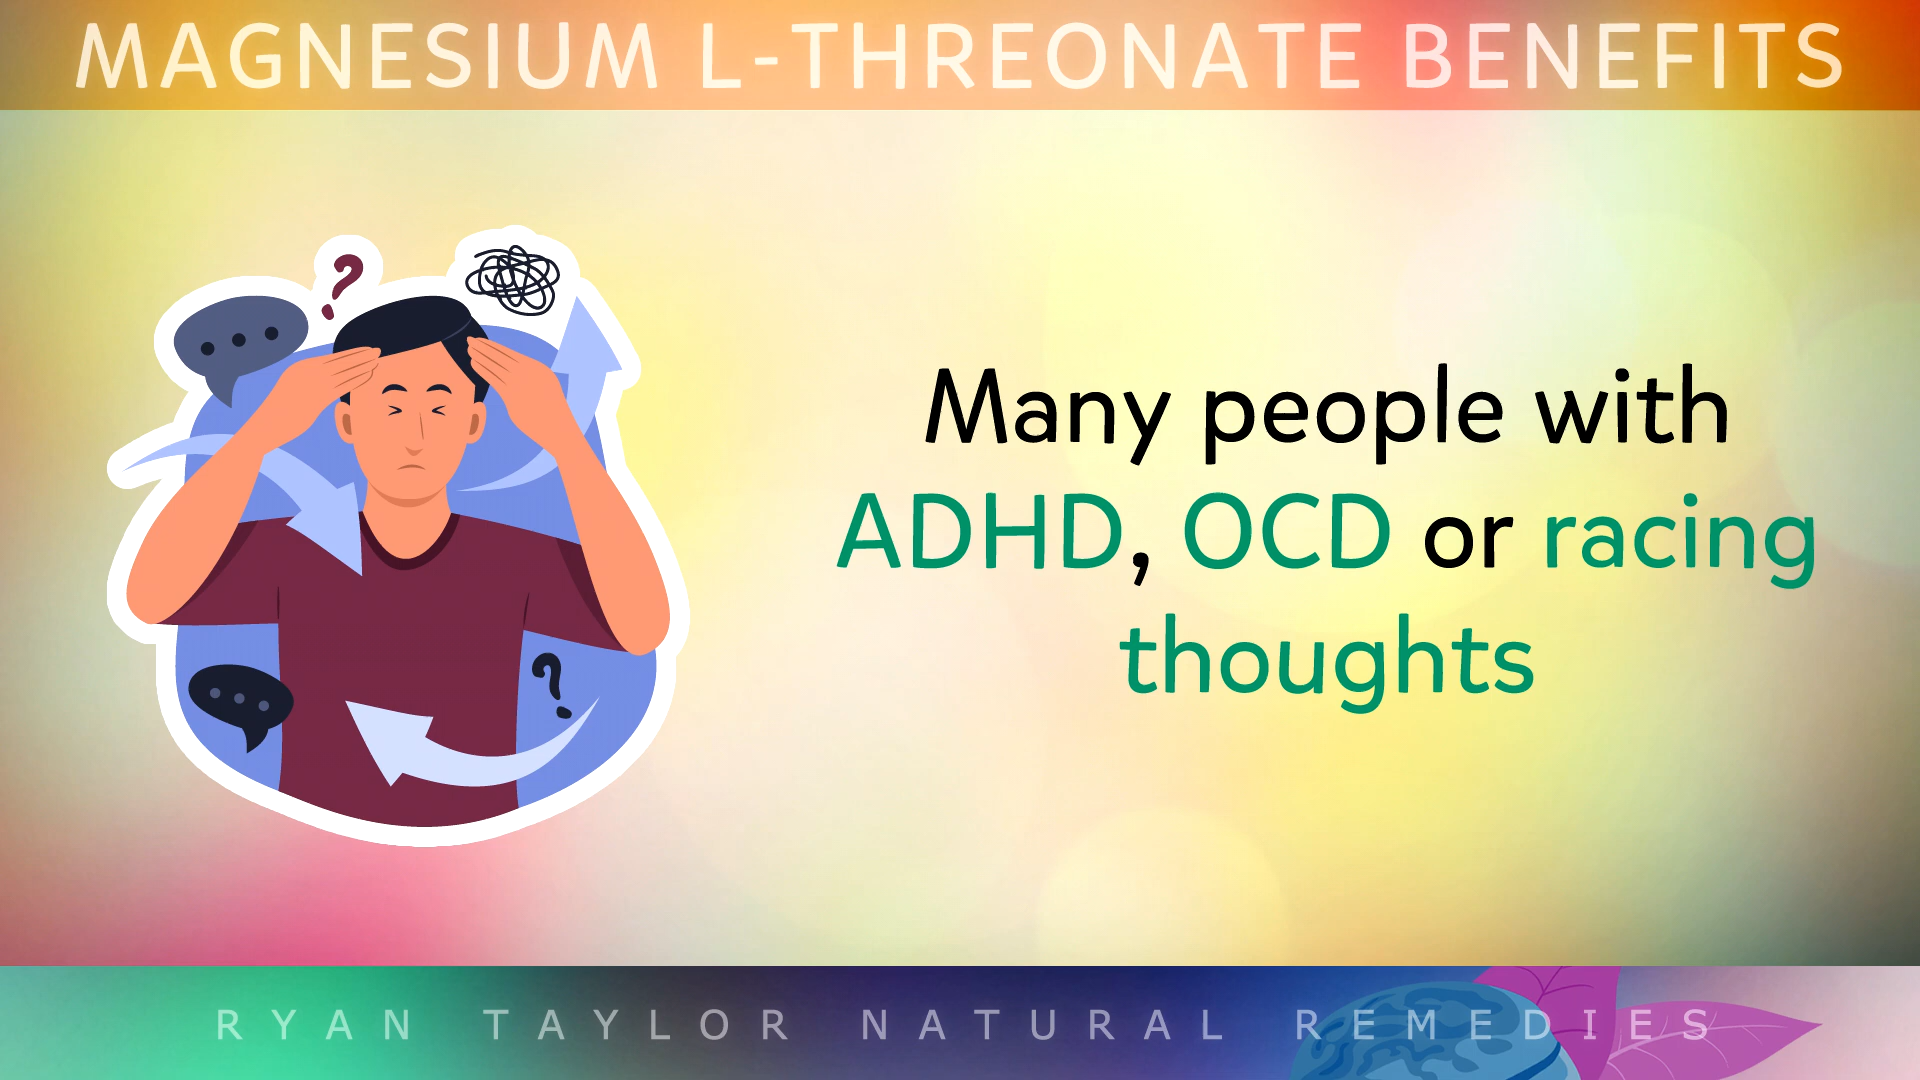 MAGNESIUM L-THREONATE BENEFITS
Many people with
ADHD, OCD or racing
thoughts
RYAN TAYLOR NATURAL REMEDIES